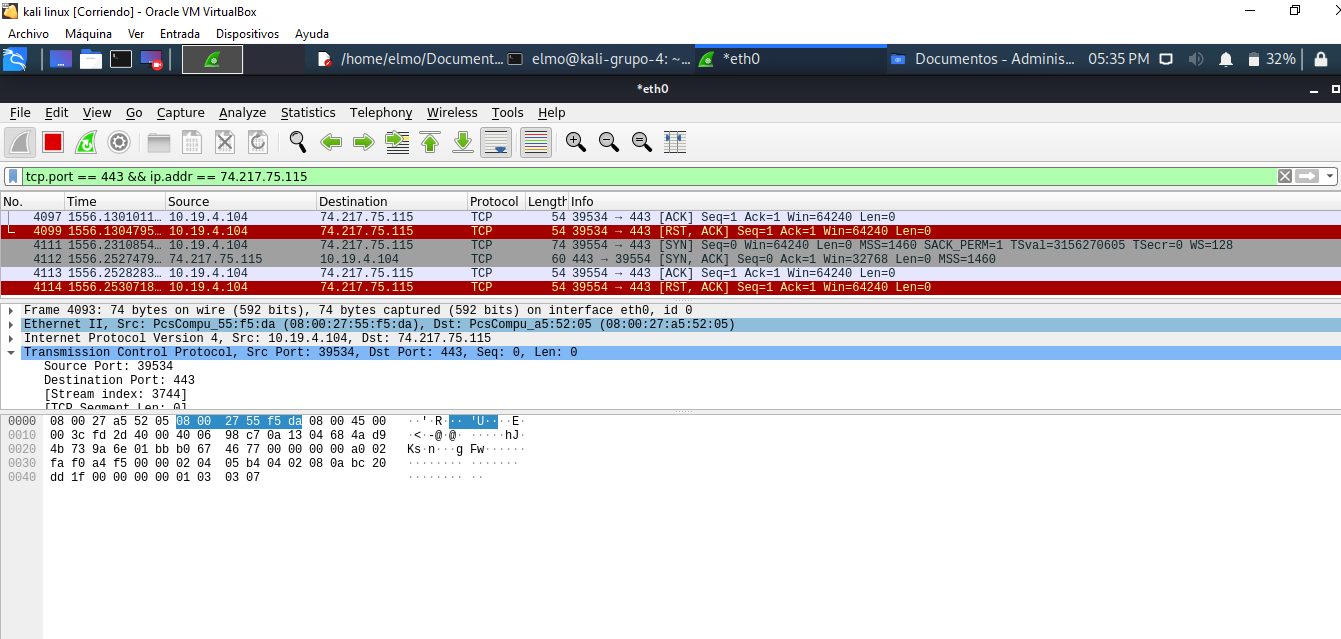 kali linux [Corriendo] - Oracle VM VirtualBox
Archivo Máquina Ver Entrada Dispositivos Ayuda
/home/elmo/Document... elmo@kali-grupo-4: ~... *eth0 Documentos - Adminis... 05:35 PM 32%
*eth0
File Edit View Go Capture Analyze Statistics Telephony Wireless Tools Help
tcp.port == 443 && ip.addr == 74.217.75.115
No. Time Source Destination Protocol Length Info
4097 1556.1301011... 10.19.4.104 74.217.75.115 TCP 54 39534 → 443 [ACK] Seq=1 Ack=1 Win=64240 Len=0
4099 1556.1304795... 10.19.4.104 74.217.75.115 TCP 54 39534 → 443 [RST, ACK] Seq=1 Ack=1 Win=64240 Len=0
4111 1556.2310854... 10.19.4.104 74.217.75.115 TCP 74 39554 → 443 [SYN] Seq=0 Win=64240 Len=0 MSS=1460 SACK_PERM=1 TSval=3156270605 TSecr=0 WS=128
4112 1556.2527479... 74.217.75.115 10.19.4.104 TCP 60 443 → 39554 [SYN, ACK] Seq=0 Ack=1 Win=32768 Len=0 MSS=1460
4113 1556.2528283... 10.19.4.104 74.217.75.115 TCP 54 39554 → 443 [ACK] Seq=1 Ack=1 Win=64240 Len=0
4114 1556.2530718... 10.19.4.104 74.217.75.115 TCP 54 39554 → 443 [RST, ACK] Seq=1 Ack=1 Win=64240 Len=0
Frame 4093: 74 bytes on wire (592 bits), 74 bytes captured (592 bits) on interface eth0, id 0
Ethernet II, Src: PcsCompu_55:f5:da (08:00:27:55:f5:da), Dst: PcsCompu_a5:52:05 (08:00:27:a5:52:05)
Internet Protocol Version 4, Src: 10.19.4.104, Dst: 74.217.75.115
Transmission Control Protocol, Src Port: 39534, Dst Port: 443, Seq: 0, Len: 0
Source Port: 39534
Destination Port: 443
[Stream index: 3744]
[TCP Segment Len: 0]
0000 08 00 27 a5 52 05 08 00 27 55 f5 da 08 00 45 00 ··'·R··· 'U····E·
0010 00 3c fd 2d 40 00 40 06 98 c7 0a 13 04 68 4a d9 ·<·-@·@· ·····hJ·
0020 4b 73 9a 6e 01 bb b0 67 46 77 00 00 00 00 a0 02 Ks·n···g Fw······
0030 fa f0 a4 f5 00 00 02 04 05 b4 04 02 08 0a bc 20 ········ ·······
0040 dd 1f 00 00 00 00 01 03 03 07 ········ ··